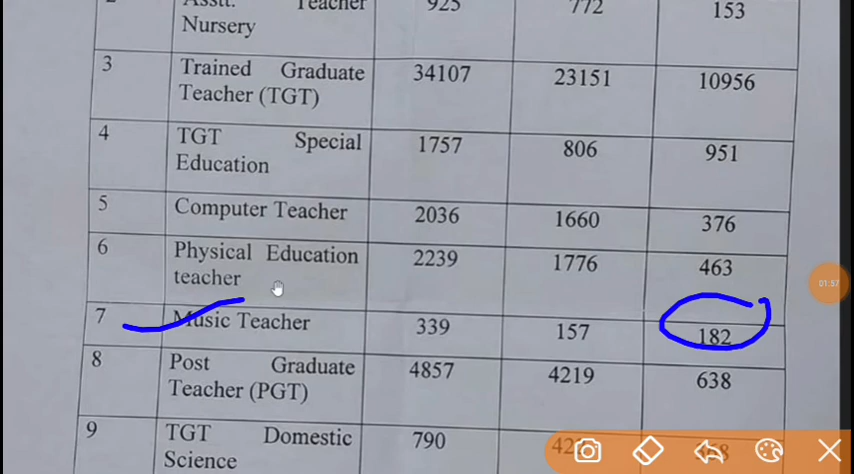 Asstt. Teacher 925 772 153
Nursery
3 Trained Graduate 34107 23151 10956
Teacher (TGT)
4 TGT Special 1757 806 951
Education
5 Computer Teacher 2036 1660 376
6 Physical Education 2239 1776 463
teacher
7 Music Teacher 339 157 182
8 Post Graduate 4857 4219 638
Teacher (PGT)
9 TGT Domestic 790
Science
01:57